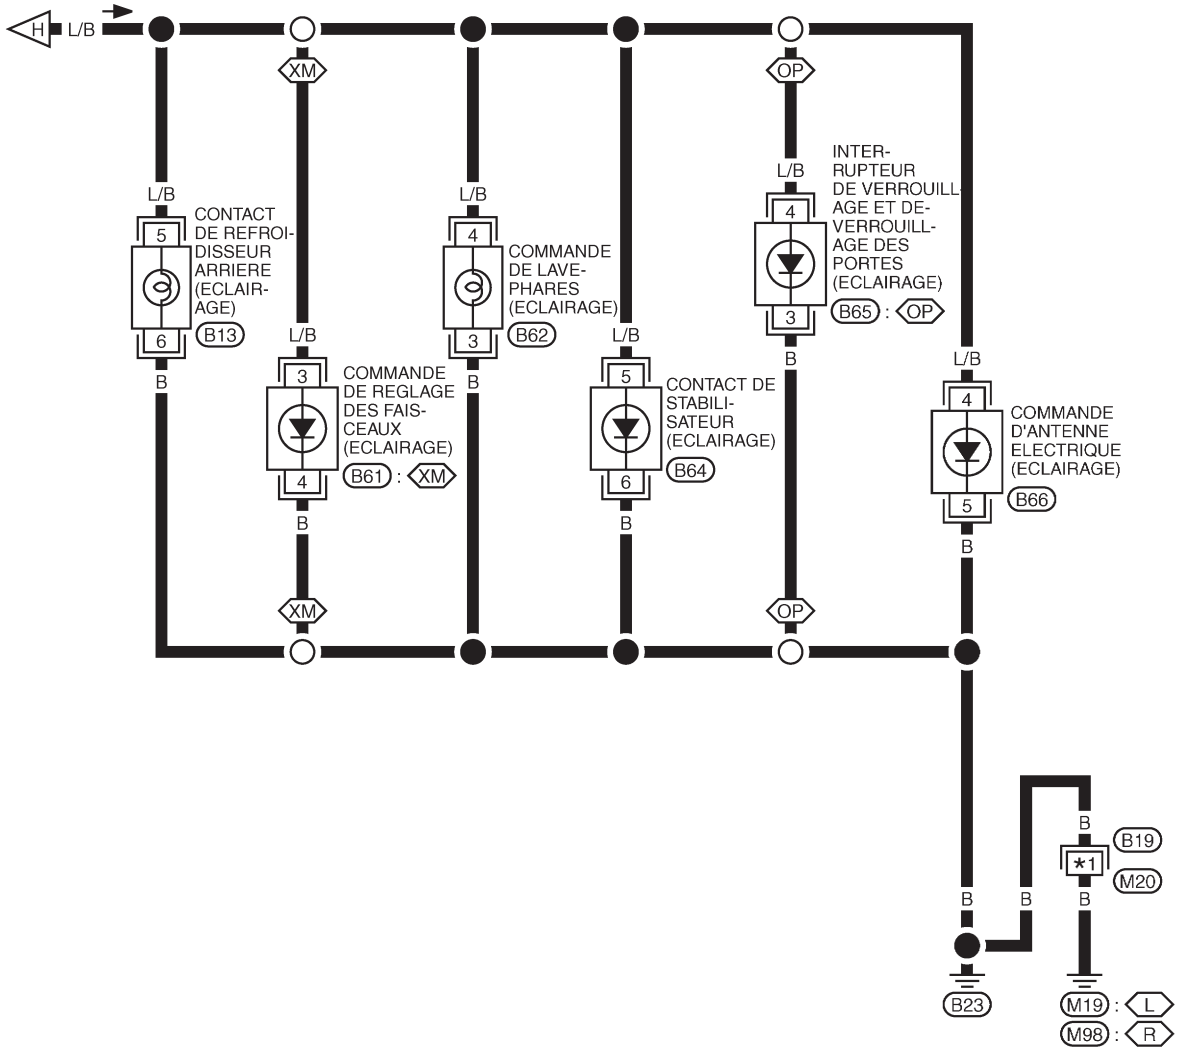 H L/B
XM
OP
L/B
5
CONTACT
DE REFROI-
DISSEUR
ARRIERE
(ECLAIR-
AGE)
B13
6
B
L/B
3
COMMANDE
DE REGLAGE
DES FAIS-
CEAUX
(ECLAIRAGE)
B61 : XM
4
B
XM
L/B
4
COMMANDE
DE LAVE-
PHARES
(ECLAIRAGE)
B62
3
B
L/B
5
CONTACT DE
STABILI-
SATEUR
(ECLAIRAGE)
B64
6
B
L/B
4
INTER-
RUPTEUR
DE VERROUILL-
AGE ET DE-
VERROUILL-
AGE DES
PORTES
(ECLAIRAGE)
B65 : OP
3
B
OP
L/B
4
COMMANDE
D'ANTENNE
ELECTRIQUE
(ECLAIRAGE)
B66
5
B
B
B19
*1
M20
B B B
B23
M19 : L
M98 : R